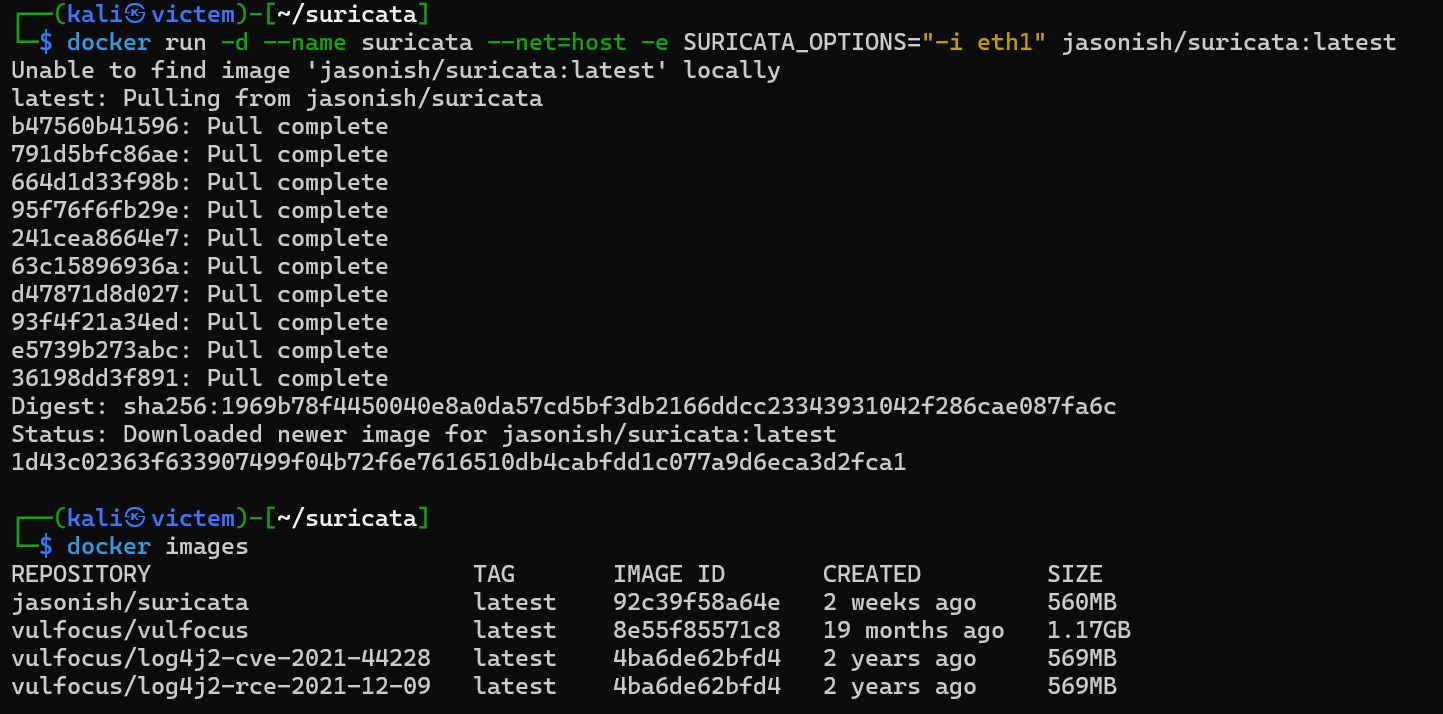 ┌──(kali㉿victem)-[~/suricata]
└─$ docker run -d --name suricata --net=host -e SURICATA_OPTIONS="-i eth1" jasonish/suricata:latest
Unable to find image 'jasonish/suricata:latest' locally
latest: Pulling from jasonish/suricata
b47560b41596: Pull complete
791d5bfc86ae: Pull complete
664d1d33f98b: Pull complete
95f76f6fb29e: Pull complete
241cea8664e7: Pull complete
63c15896936a: Pull complete
d47871d8d027: Pull complete
93f4f21a34ed: Pull complete
e5739b273abc: Pull complete
36198dd3f891: Pull complete
Digest: sha256:1969b78f4450040e8a0da57cd5bf3db2166ddcc23343931042f286cae087fa6c
Status: Downloaded newer image for jasonish/suricata:latest
1d43c02363f633907499f04b72f6e7616510db4cabfdd1c077a9d6eca3d2fca1
┌──(kali㉿victem)-[~/suricata]
└─$ docker images
REPOSITORY                       TAG       IMAGE ID       CREATED         SIZE
jasonish/suricata                latest    92c39f58a64e   2 weeks ago     560MB
vulfocus/vulfocus                latest    8e55f85571c8   19 months ago   1.17GB
vulfocus/log4j2-cve-2021-44228   latest    4ba6de62bfd4   2 years ago     569MB
vulfocus/log4j2-rce-2021-12-09   latest    4ba6de62bfd4   2 years ago     569MB